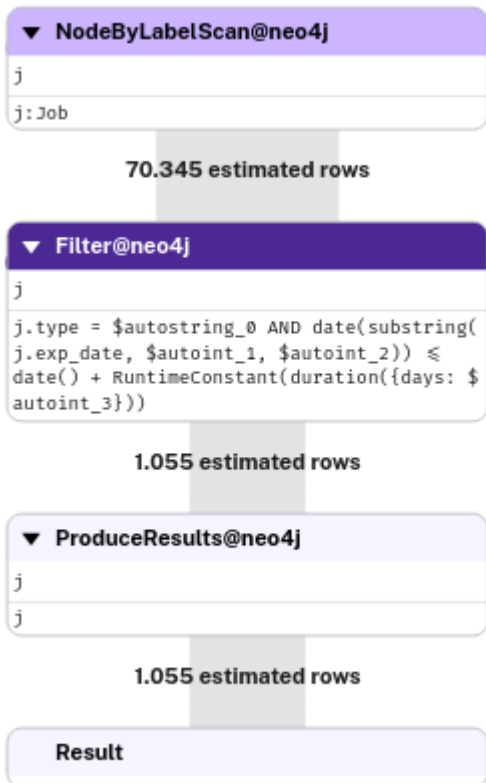 NodeByLabelScan@neo4j
j
j:Job
70.345 estimated rows
Filter@neo4j
j
j.type = $autostring_0 AND date(substring(
j.exp_date, $autoint_1, $autoint_2)) ⩽
date() + RuntimeConstant(duration({days: $
autoint_3}))
1.055 estimated rows
ProduceResults@neo4j
j
j
1.055 estimated rows
Result